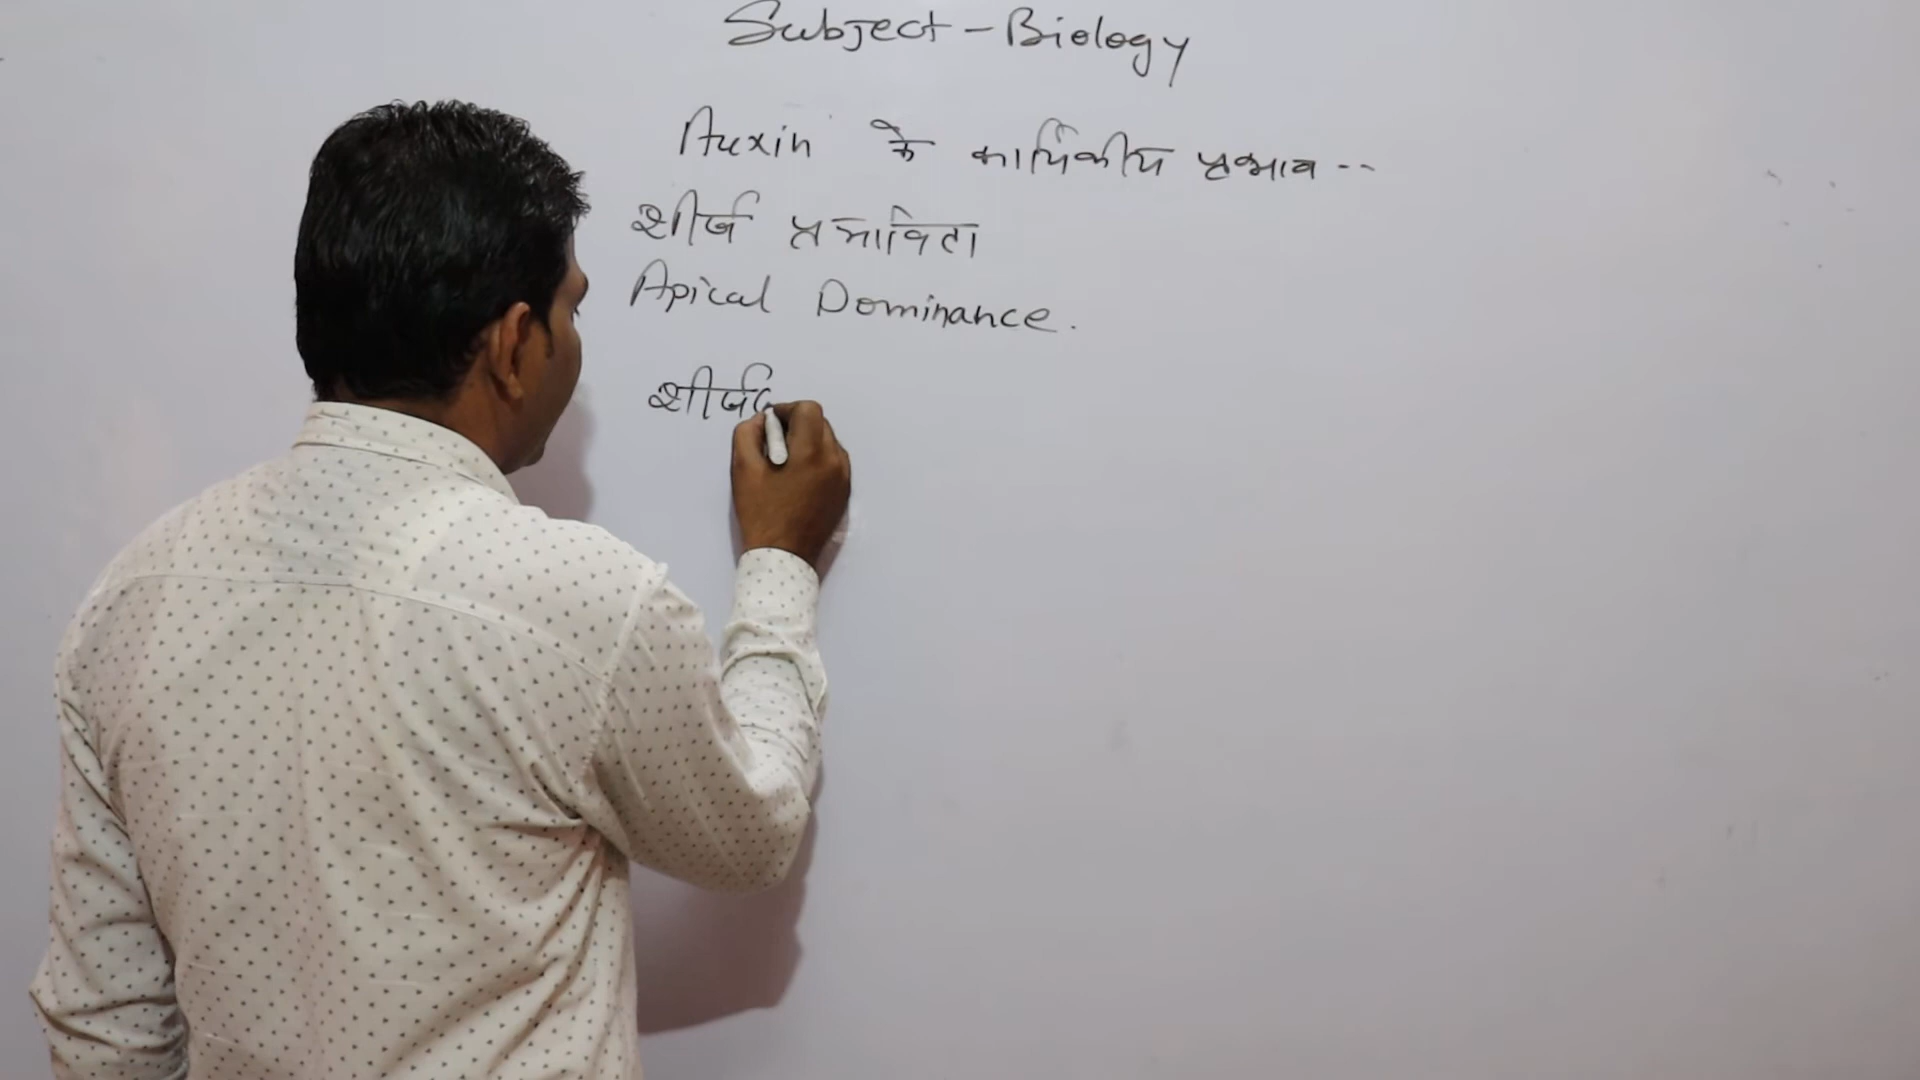 Subject - Biology
Auxin के कार्यिकीय प्रभाव --
शीर्ष प्रभाविता
Apical Dominance.
शीर्ष